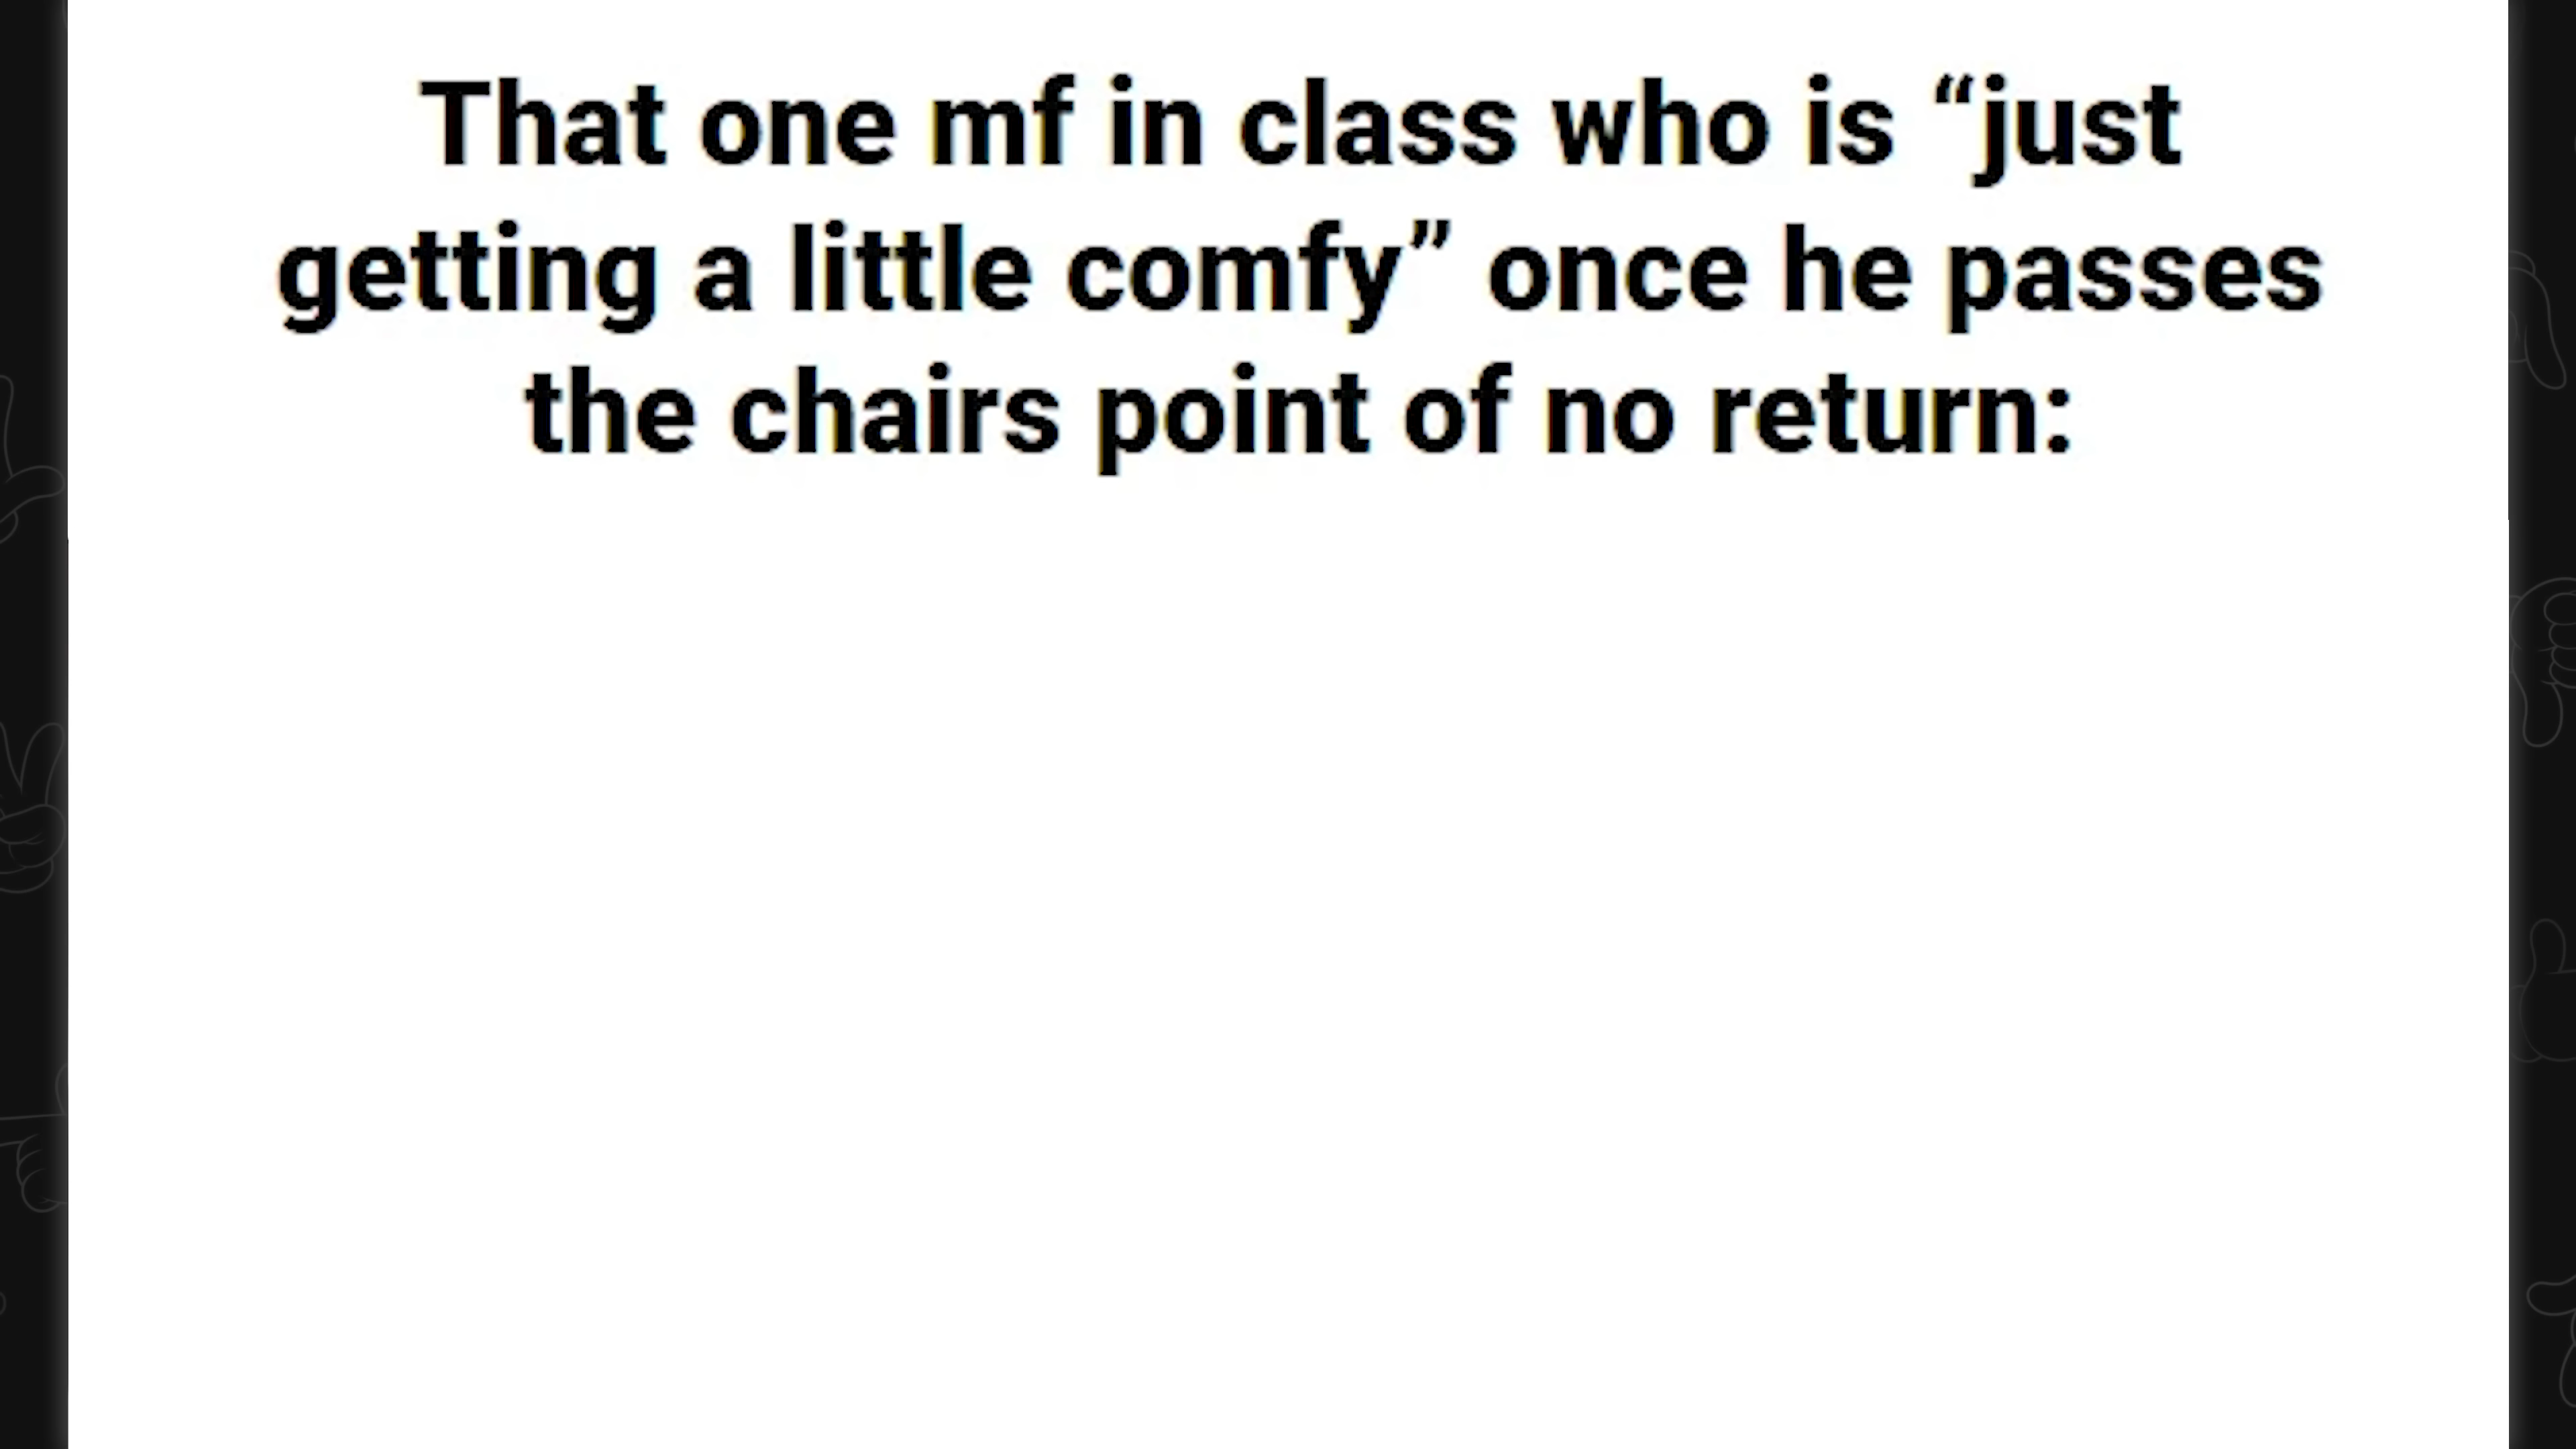 That one mf in class who is “just
getting a little comfy” once he passes
the chairs point of no return: